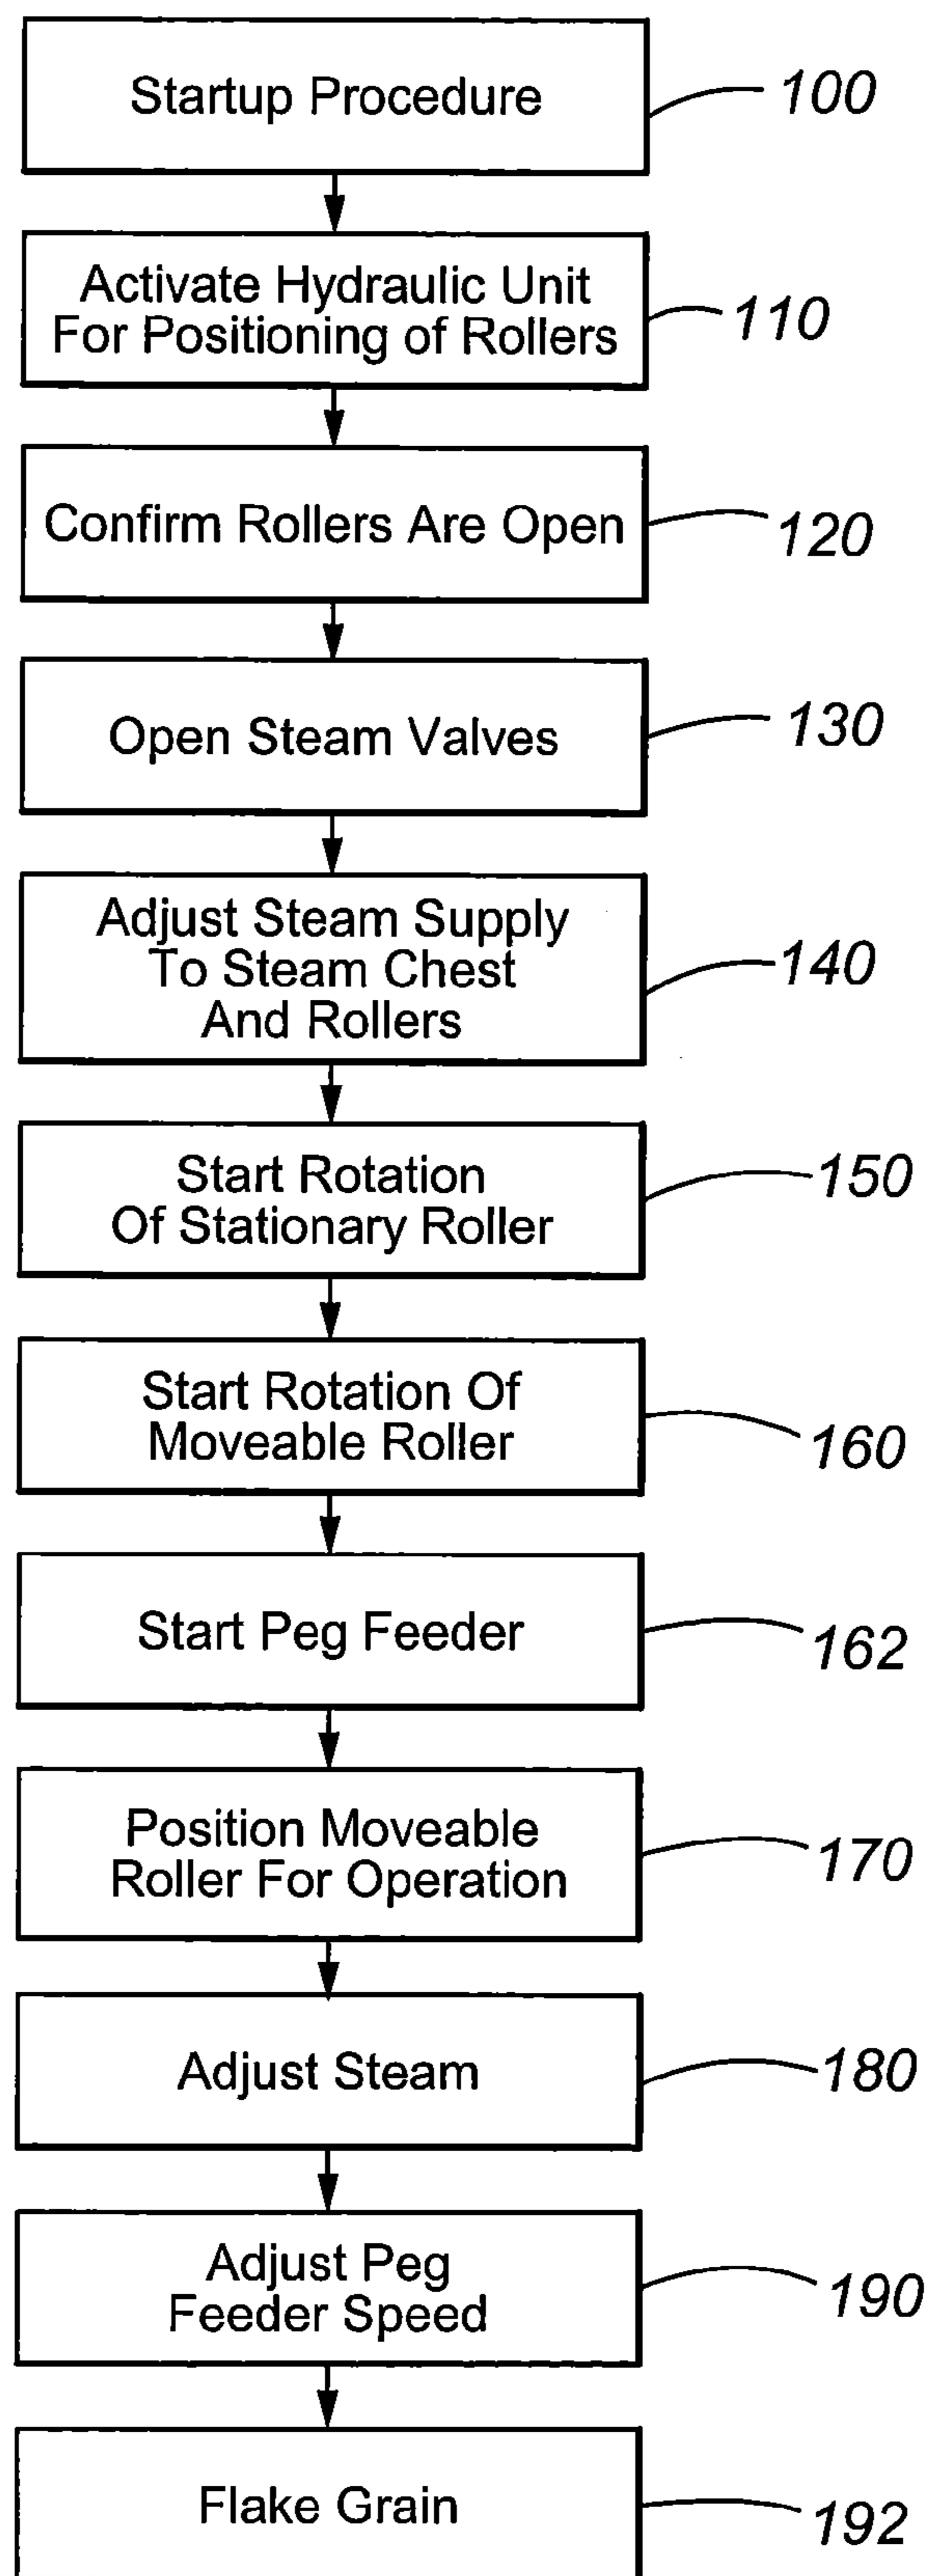 Startup Procedure
100
Activate Hydraulic Unit
For Positioning of Rollers
110
Confirm Rollers Are Open
120
Open Steam Valves
130
Adjust Steam Supply
To Steam Chest
And Rollers
140
Start Rotation
Of Stationary Roller
150
Start Rotation Of
Moveable Roller
160
Start Peg Feeder
162
Position Moveable
Roller For Operation
170
Adjust Steam
180
Adjust Peg
Feeder Speed
190
Flake Grain
192